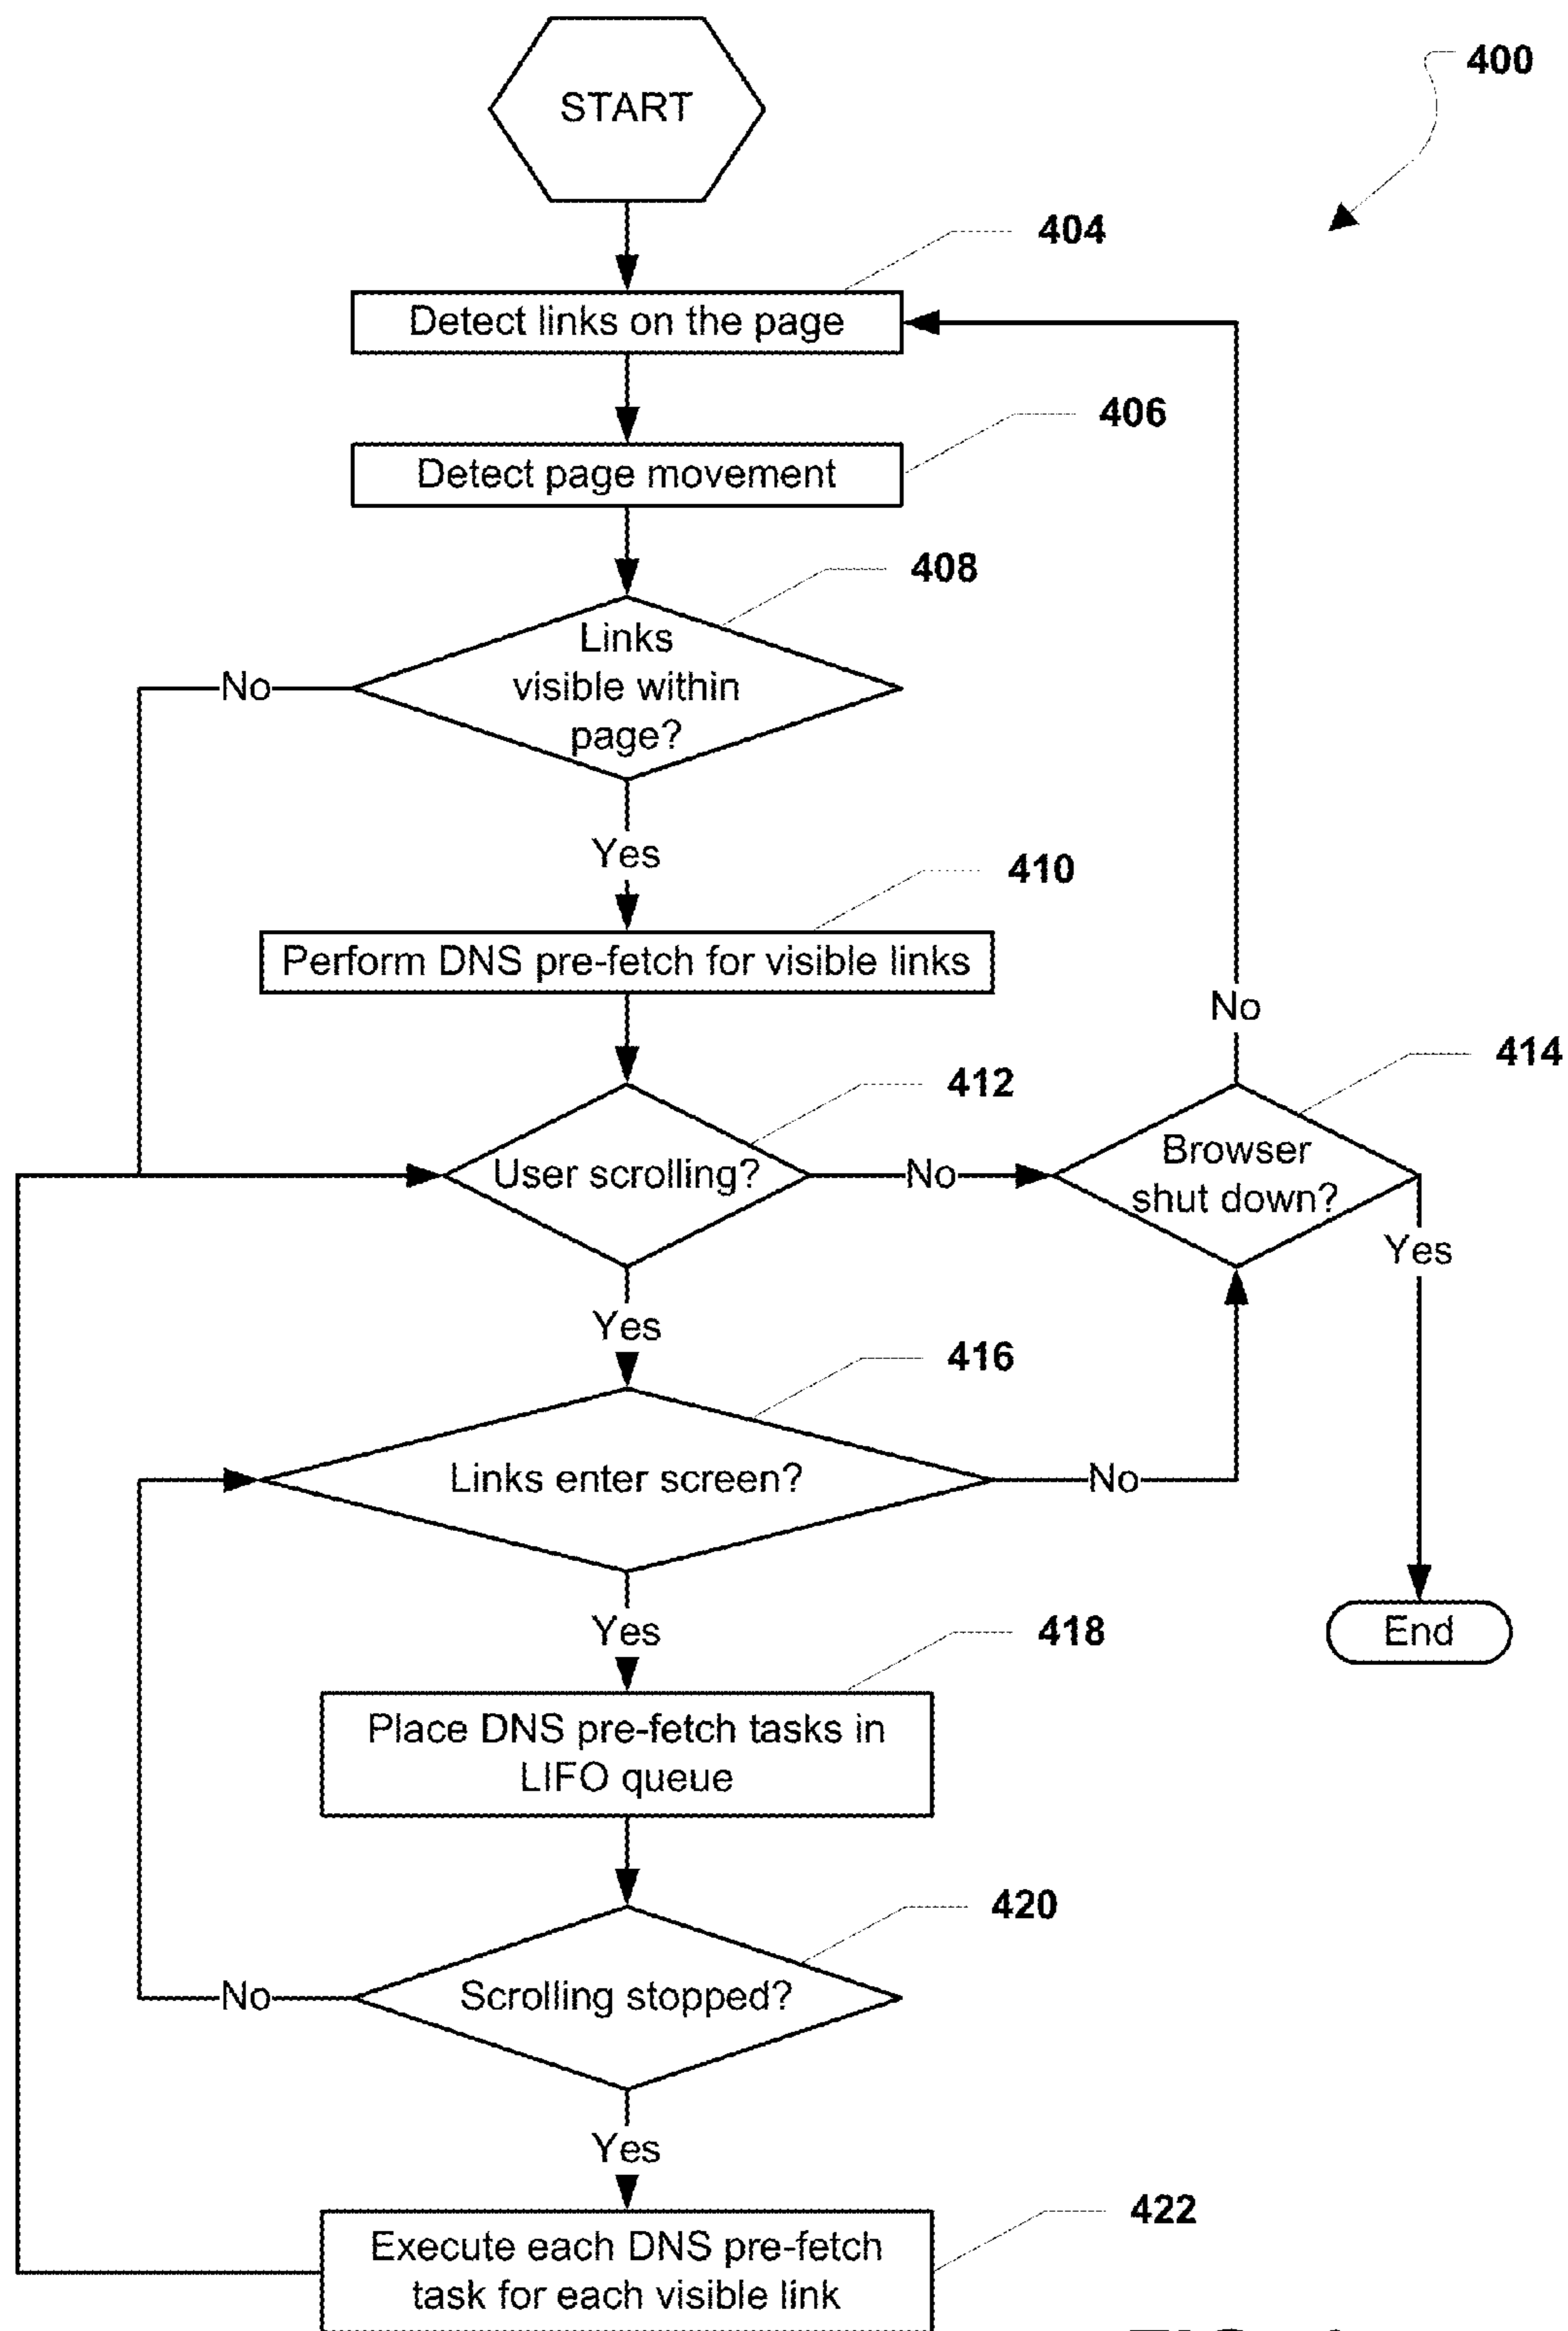 START
400
404
Detect links on the page
406
Detect page movement
408
Links
visible within
page?
No
Yes
410
Perform DNS pre-fetch for visible links
No
412
414
User scrolling?
No
Browser
shut down?
Yes
Yes
416
Links enter screen?
No
Yes
418
End
Place DNS pre-fetch tasks in
LIFO queue
420
Scrolling stopped?
No
Yes
422
Execute each DNS pre-fetch
task for each visible link